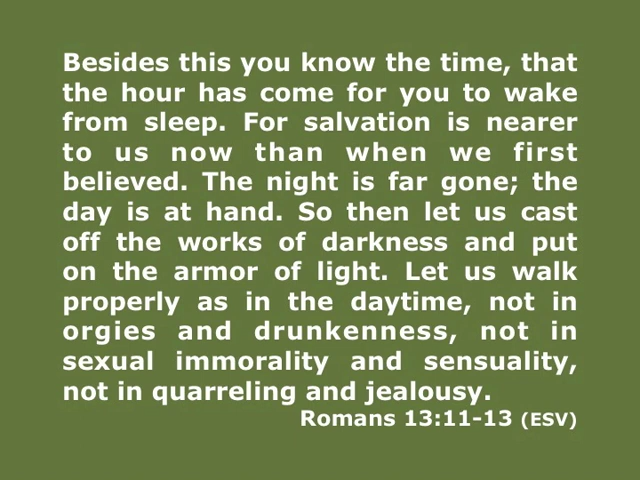 Besides this you know the time, that
the hour has come for you to wake
from sleep. For salvation is nearer
to us now than when we first
believed. The night is far gone; the
day is at hand. So then let us cast
off the works of darkness and put
on the armor of light. Let us walk
properly as in the daytime, not in
orgies and drunkenness, not in
sexual immorality and sensuality,
not in quarreling and jealousy.
Romans 13:11-13 (ESV)